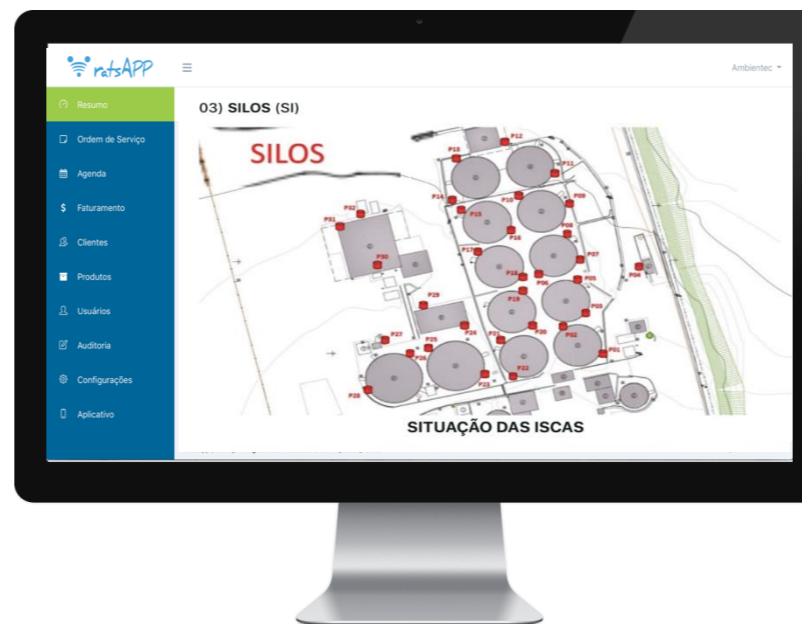 ratsAPP
Ambientec
Resumo
Ordem de Serviço
Agenda
$ Faturamento
Clientes
Produtos
Usuários
Auditoria
Configurações
Aplicativo
03) SILOS (SI)
SILOS
P12
P13
P11
P14
P10
P09
P15
P32
P31
P16
P08
P17
P07
P30
P04
P18
P06
P05
P19
P29
P03
P20
P02
P24
P21
P27
P25
P26
P01
P22
P23
P28
SITUAÇÃO DAS ISCAS